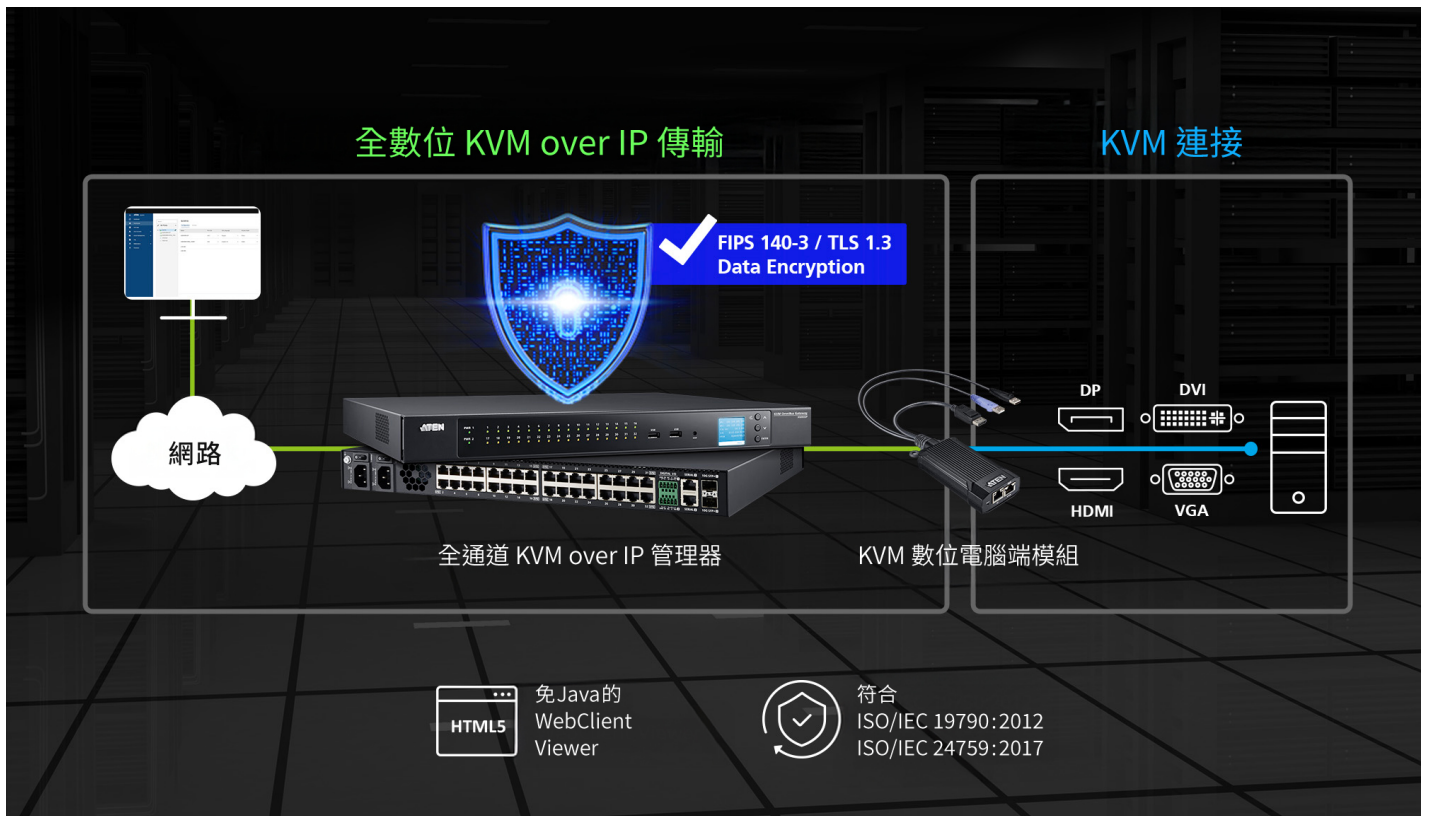 全數位 KVM over IP 傳輸
KVM 連接
FIPS 140-3 / TLS 1.3
Data Encryption
網路
ATEN
DP
DVI
HDMI
VGA
ATEN
全通道 KVM over IP 管理器
KVM 數位電腦端模組
HTML5
免Java的
WebClient
Viewer
符合
ISO/IEC 19790:2012
ISO/IEC 24759:2017